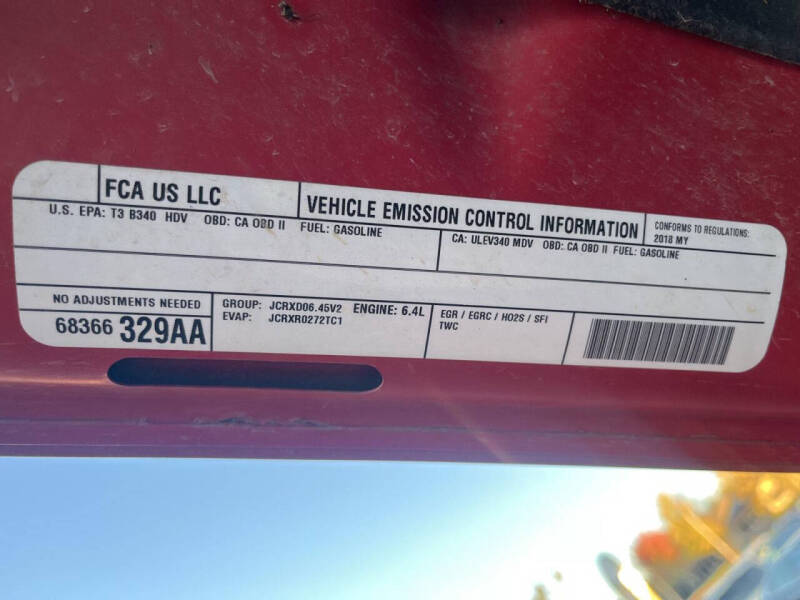 FCA US LLC
VEHICLE EMISSION CONTROL INFORMATION
CONFORMS TO REGULATIONS:
2018 MY
U.S. EPA: T3 B340 HDV OBD: CA OBD II FUEL: GASOLINE
CA: ULEV340 MDV OBD: CA OBD II FUEL: GASOLINE
NO ADJUSTMENTS NEEDED
68366 329AA
GROUP: JCRXD06.45V2 ENGINE: 6.4L
EVAP: JCRXR0272TC1
EGR / EGRC / HO2S / SFI
TWC